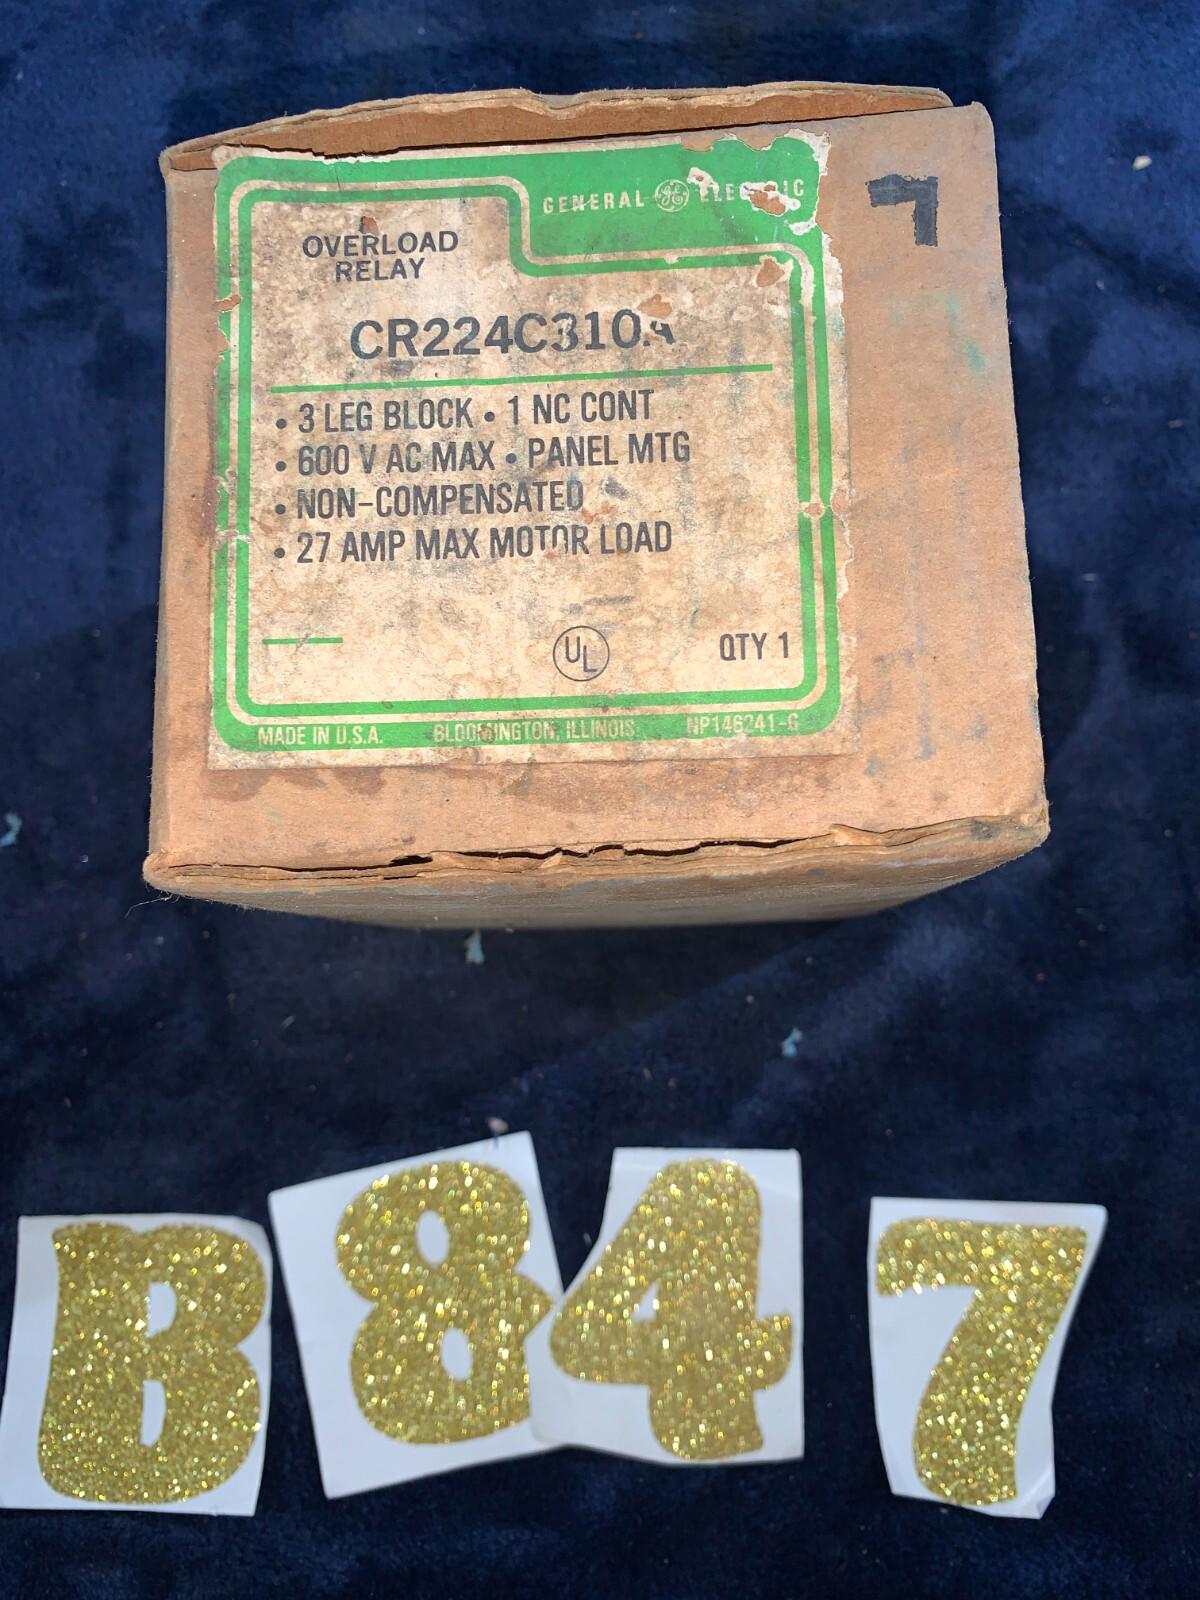 GENERAL GE ELECTRIC
OVERLOAD
RELAY
CR224C310A
• 3 LEG BLOCK • 1 NC CONT
• 600 V AC MAX • PANEL MTG
• NON-COMPENSATED
• 27 AMP MAX MOTOR LOAD
UL
QTY 1
MADE IN U.S.A. BLOOMINGTON, ILLINOIS NP146241-G
B 8 4 7